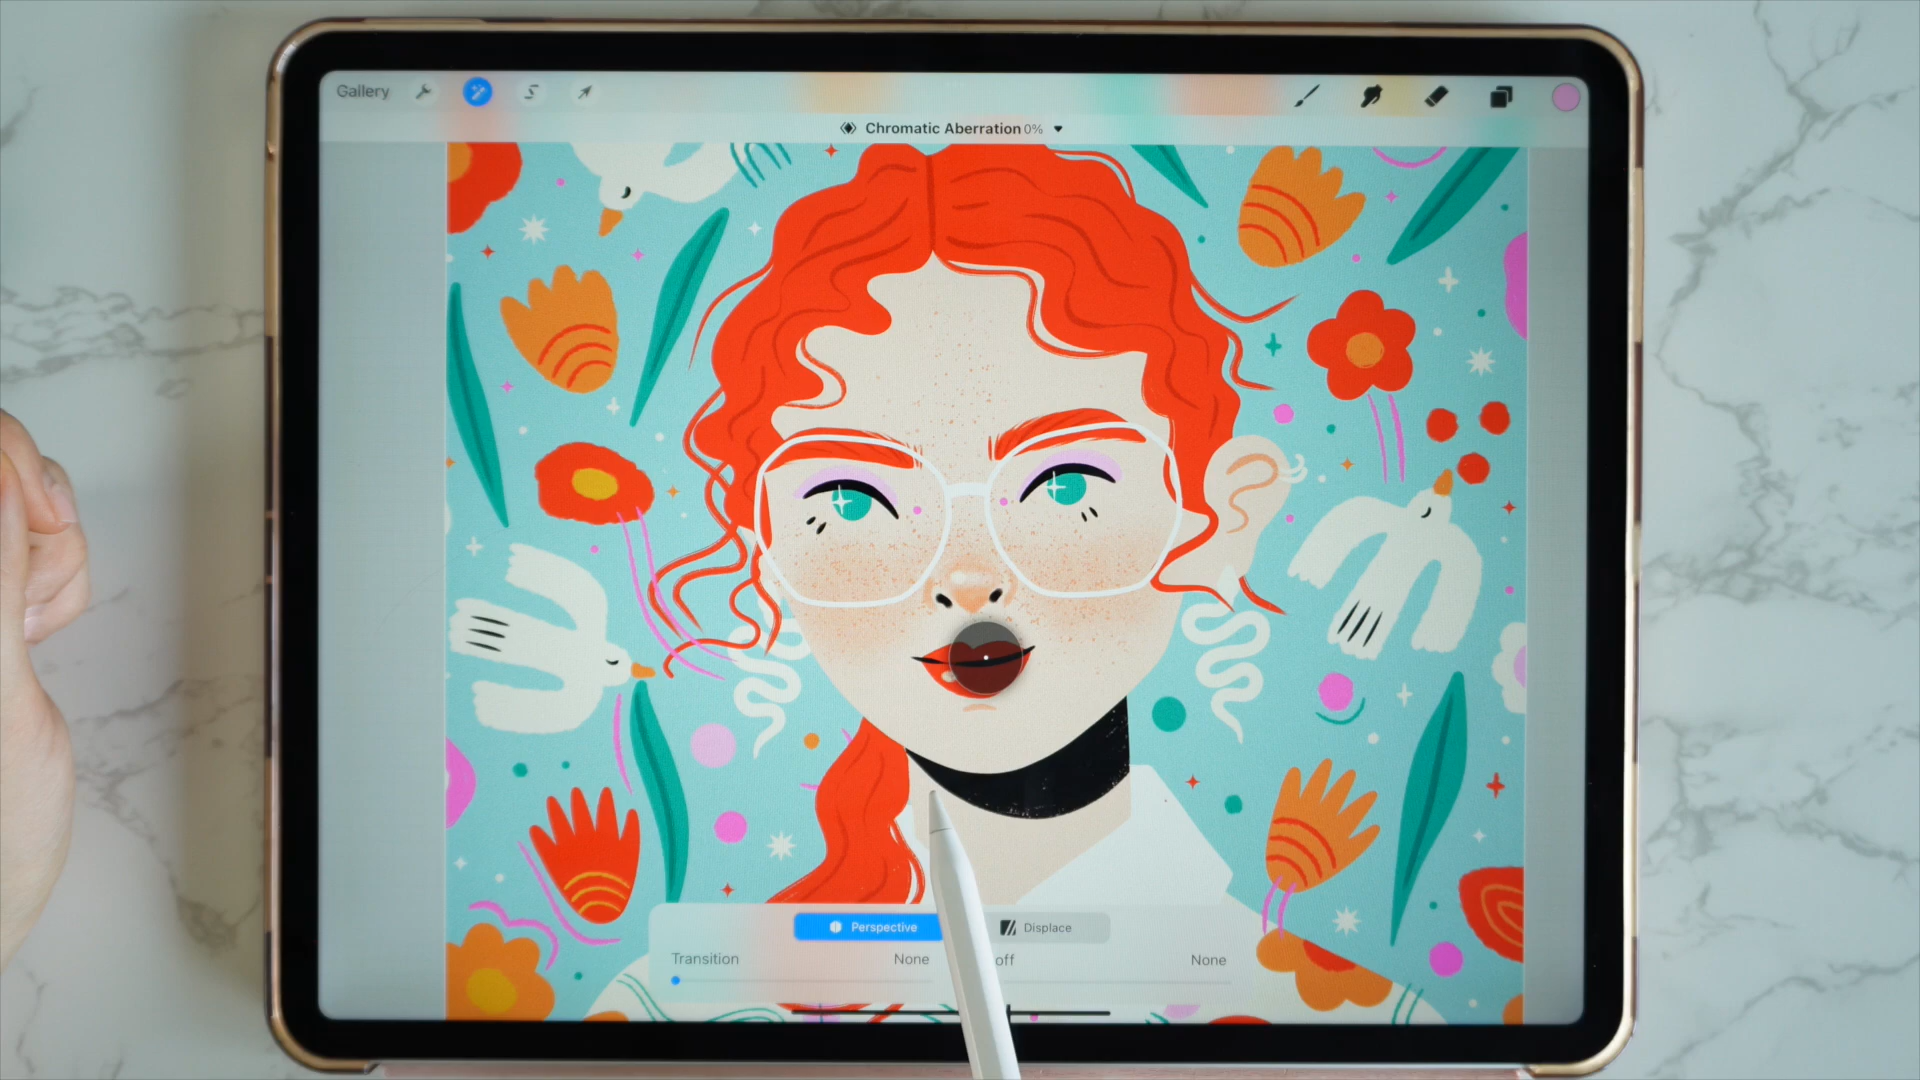 Gallery
Chromatic Aberration 0%
Perspective Displace
Transition None off None